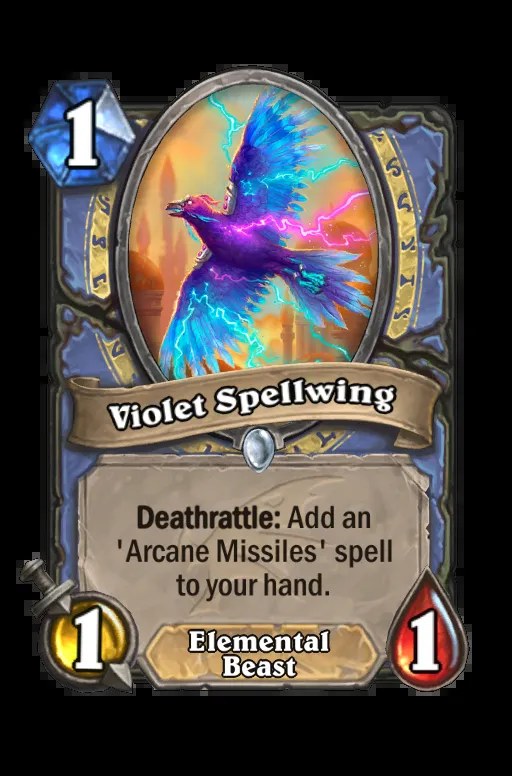 1
Violet Spellwing
Deathrattle: Add an
'Arcane Missiles' spell
to your hand.
1
Elemental
Beast
1